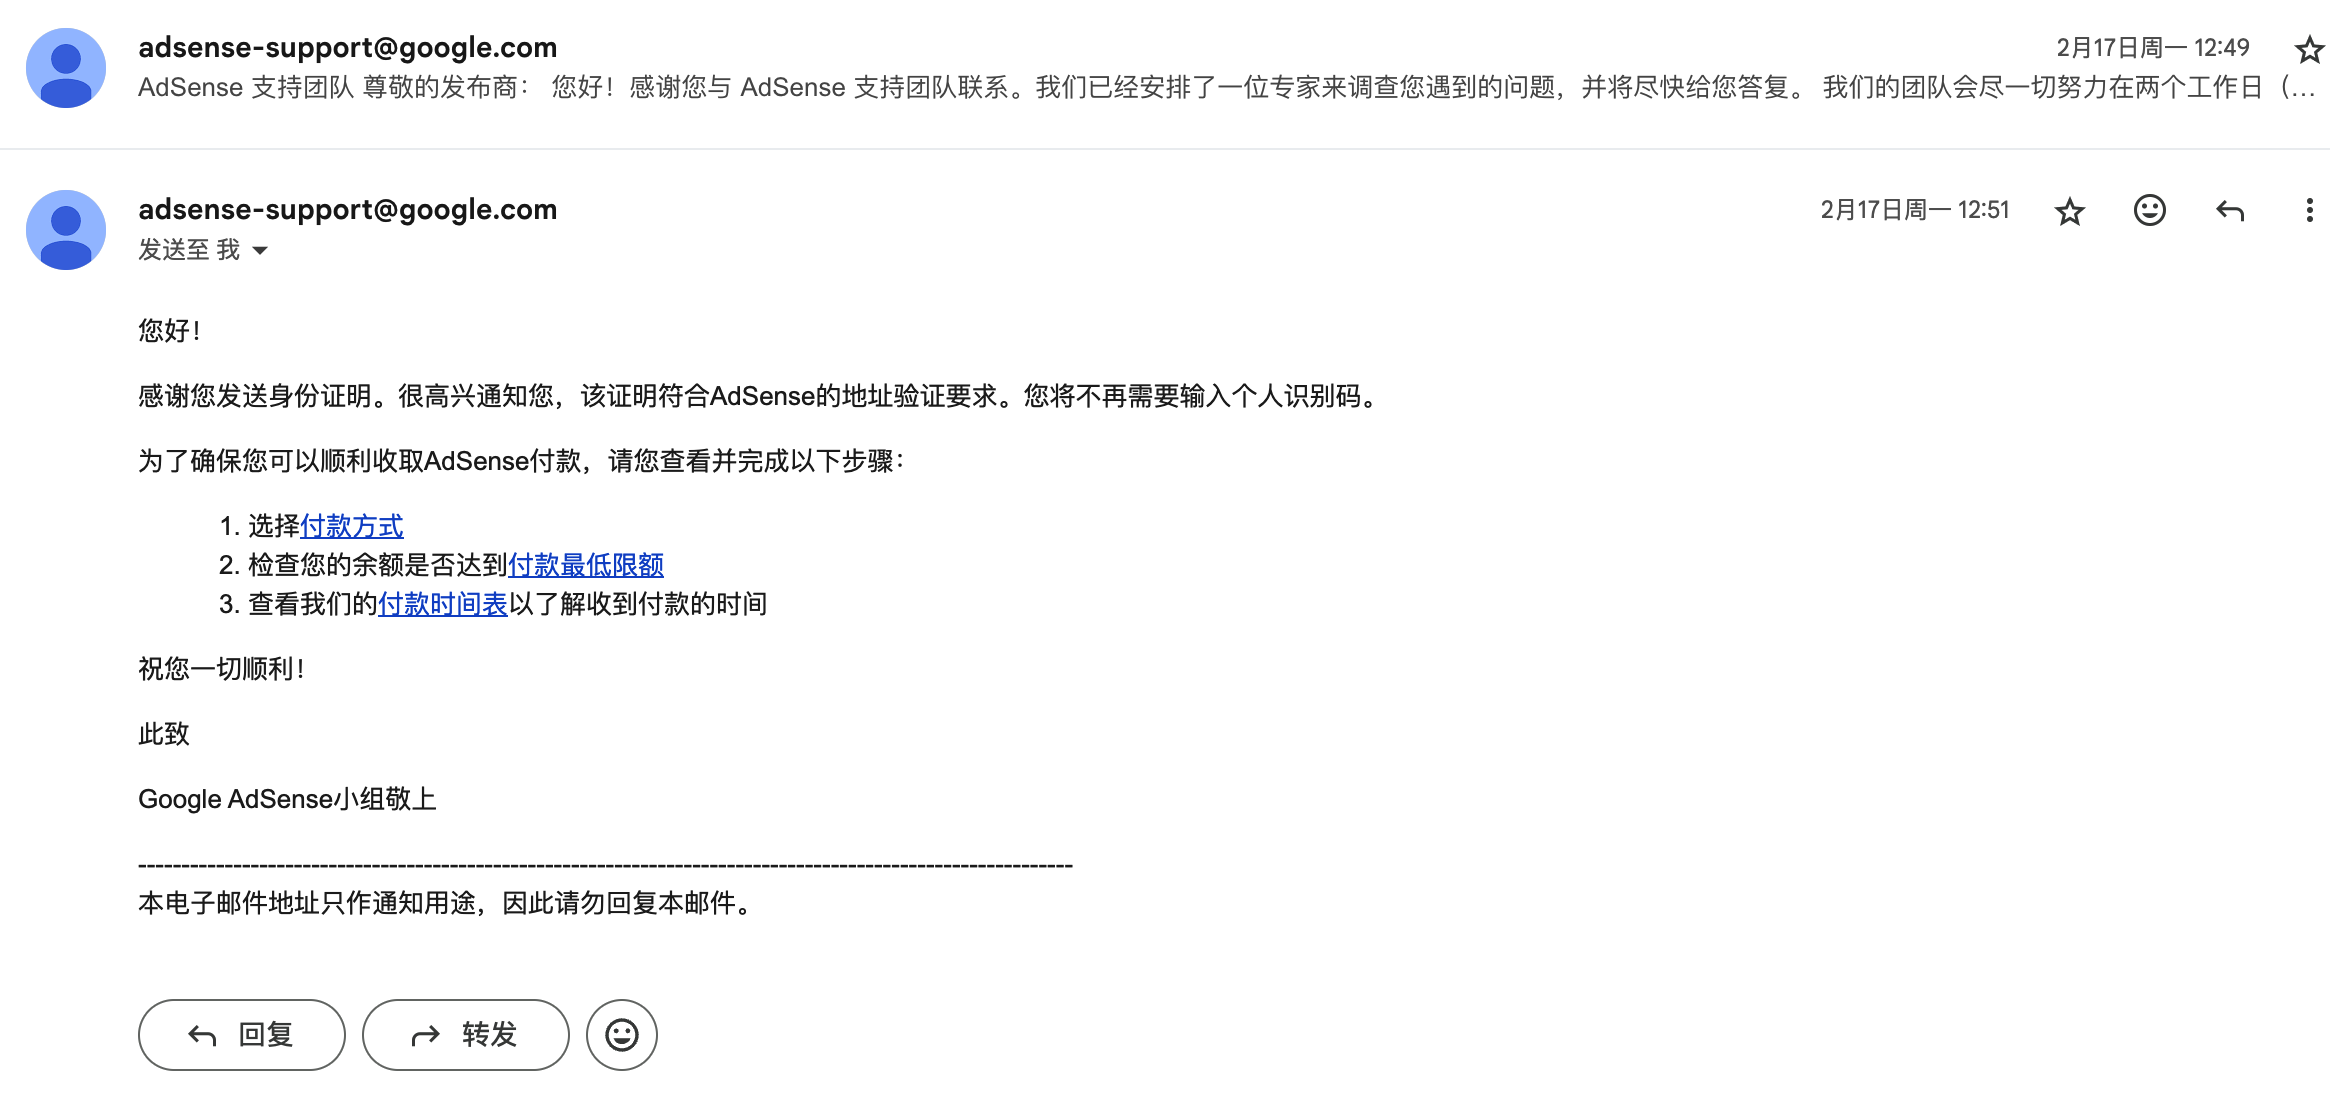 adsense-support@google.com
2月17日周一 12:49
AdSense 支持团队 尊敬的发布商： 您好！感谢您与 AdSense 支持团队联系。我们已经安排了一位专家来调查您遇到的问题，并将尽快给您答复。 我们的团队会尽一切努力在两个工作日（...
adsense-support@google.com
2月17日周一 12:51
发送至 我
您好！
感谢您发送身份证明。很高兴通知您，该证明符合AdSense的地址验证要求。您将不再需要输入个人识别码。
为了确保您可以顺利收取AdSense付款，请您查看并完成以下步骤：
1. 选择付款方式
2. 检查您的余额是否达到付款最低限额
3. 查看我们的付款时间表以了解收到付款的时间
祝您一切顺利！
此致
Google AdSense小组敬上
------------------------------------------------------------------------------------------------------------
本电子邮件地址只作通知用途，因此请勿回复本邮件。
回复
转发